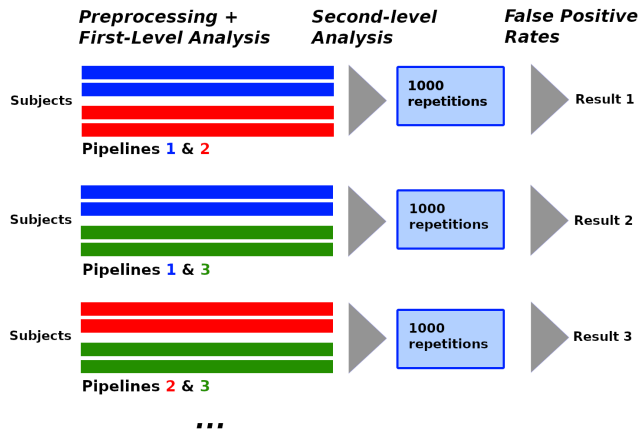 Preprocessing +
First-Level Analysis
Second-level
Analysis
False Positive
Rates
Subjects
1000
repetitions
Result 1
Pipelines 1 & 2
Subjects
1000
repetitions
Result 2
Pipelines 1 & 3
Subjects
1000
repetitions
Result 3
Pipelines 2 & 3
...